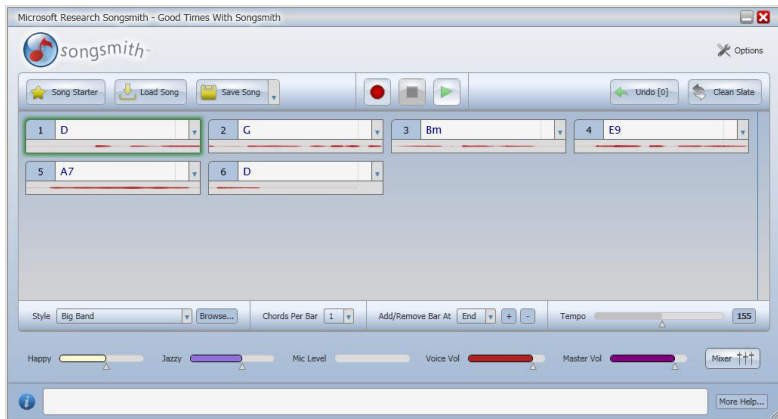 Microsoft Research Songsmith - Good Times With Songsmith
songsmith
Options
Song Starter Load Song Save Song Undo [0] Clean Slate
1 D 2 G 3 Bm 4 E9
5 A7 6 D
Style Big Band Browse... Chords Per Bar 1 Add/Remove Bar At End + - Tempo 155
Happy Jazzy Mic Level Voice Vol Master Vol Mixer
More Help...